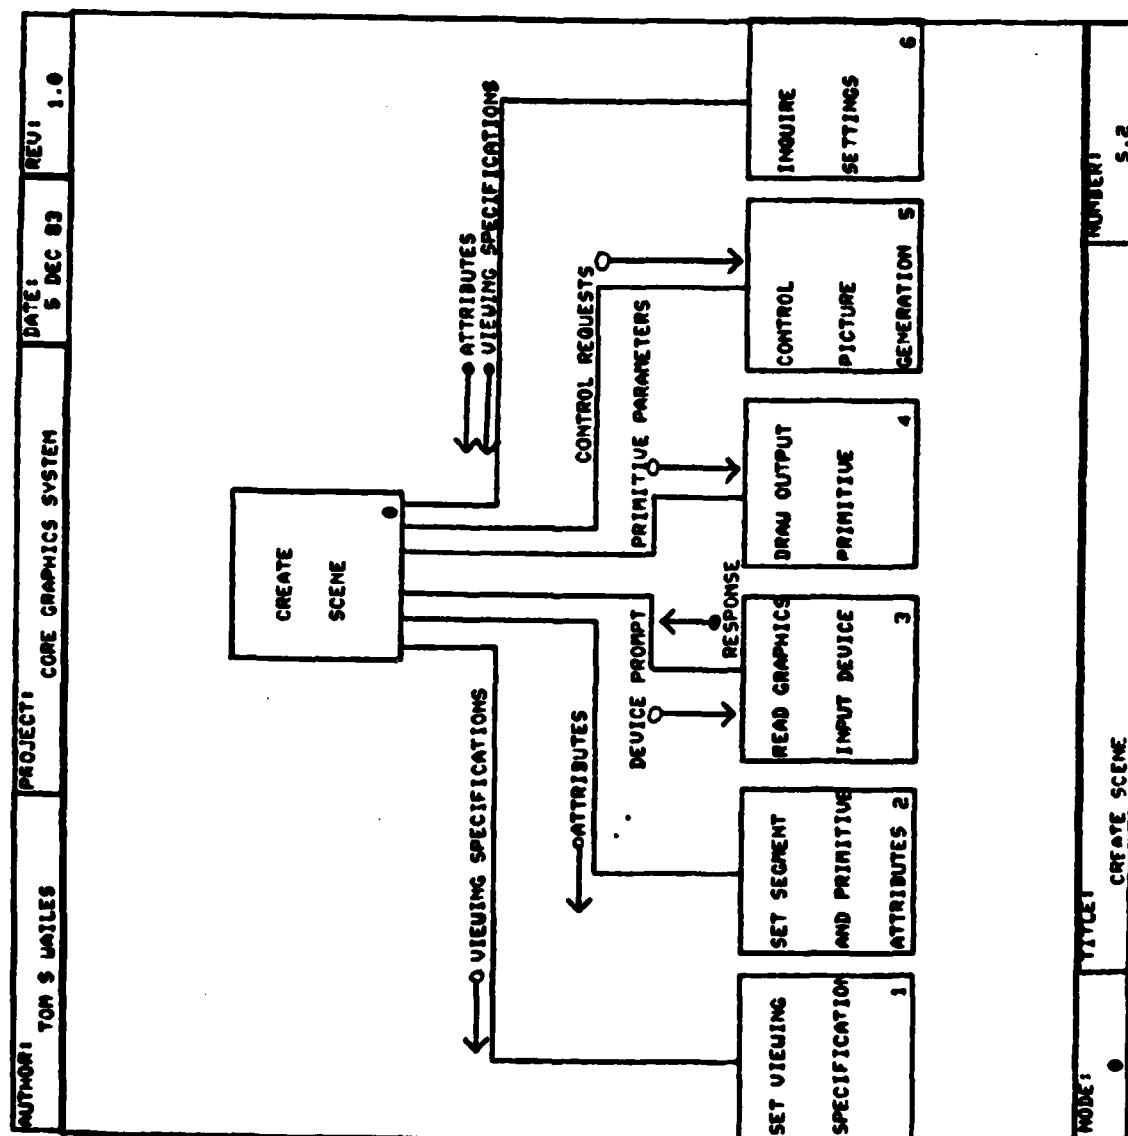 AUTHOR:
TOM S WAILES
PROJECT:
CORE GRAPHICS SYSTEM
DATE:
5 DEC 83
REV:
1.0
CREATE
SCENE
0
VIEWING SPECIFICATIONS
ATTRIBUTES
DEVICE PROMPT
RESPONSE
PRIMITIVE PARAMETERS
CONTROL REQUESTS
ATTRIBUTES
VIEWING SPECIFICATIONS
SET VIEWING
SPECIFICATION
1
SET SEGMENT
AND PRIMITIVE
ATTRIBUTES 2
READ GRAPHICS
INPUT DEVICE
3
DRAW OUTPUT
PRIMITIVE
4
CONTROL
PICTURE
GENERATION 5
INQUIRE
SETTINGS
6
NODE:
0
TITLE:
CREATE SCENE
NUMBER:
5.2